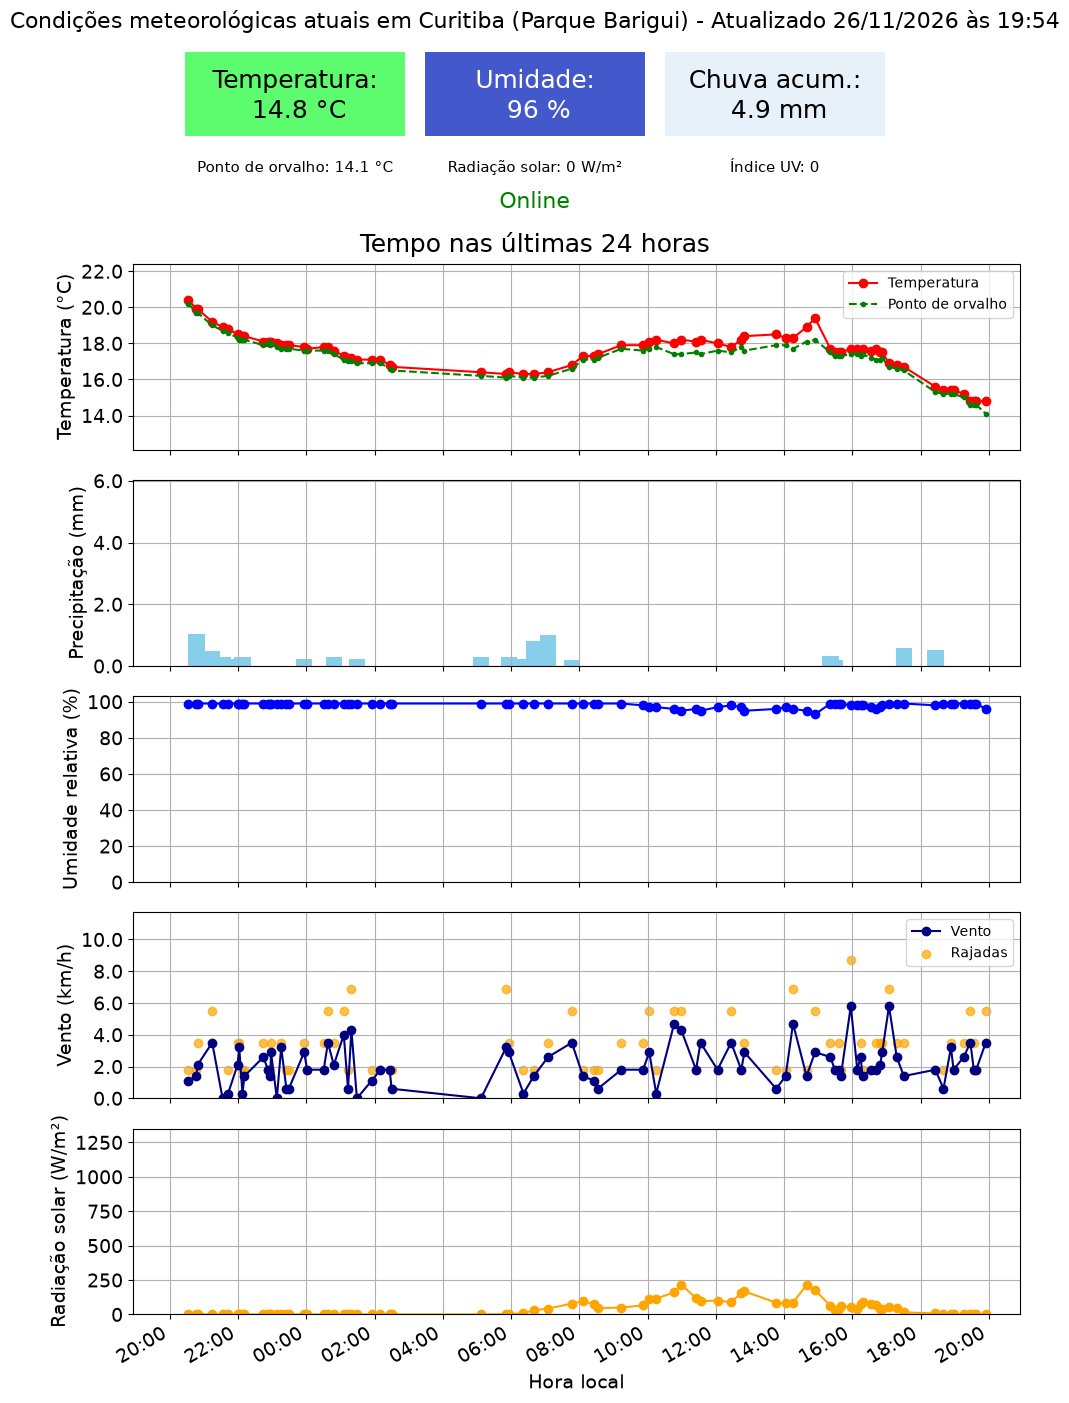 Condições meteorológicas atuais em Curitiba (Parque Barigui) - Atualizado 26/11/2026 às 19:54
Temperatura:
14.8 °C
Umidade:
96 %
Chuva acum.:
4.9 mm
Ponto de orvalho: 14.1 °C
Radiação solar: 0 W/m²
Índice UV: 0
Online
Tempo nas últimas 24 horas
Temperatura (°C)
22.0
20.0
18.0
16.0
14.0
Temperatura
Ponto de orvalho
Precipitação (mm)
6.0
4.0
2.0
0.0
Umidade relativa (%)
100
80
60
40
20
0
Vento (km/h)
10.0
8.0
6.0
4.0
2.0
0.0
Vento
Rajadas
Radiação solar (W/m²)
1250
1000
750
500
250
0
20:00
22:00
00:00
02:00
04:00
06:00
08:00
10:00
12:00
14:00
16:00
18:00
20:00
Hora local